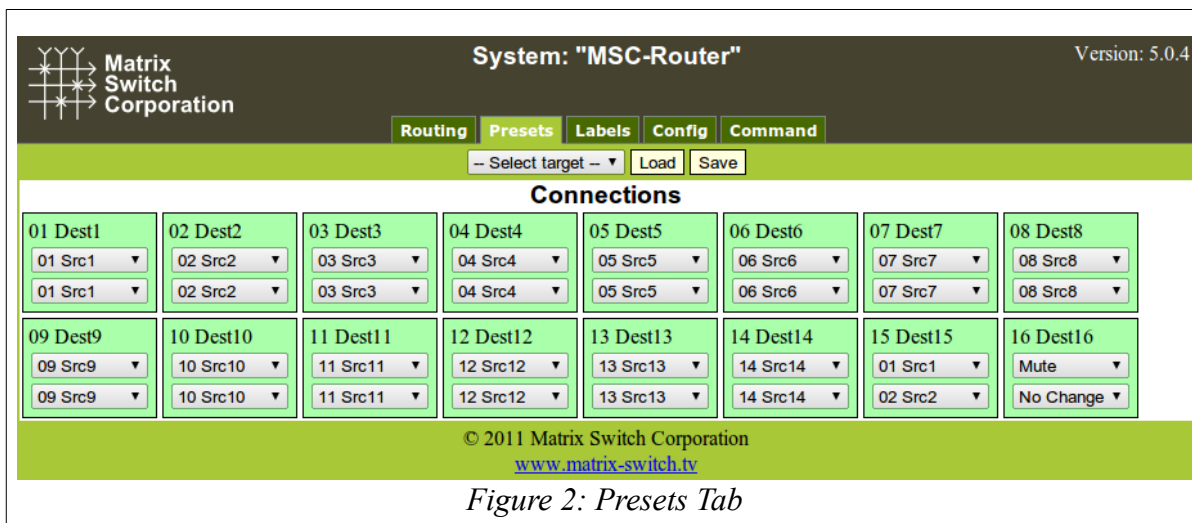 Matrix
Switch
Corporation
System: "MSC-Router"
Version: 5.0.4
Routing Presets Labels Config Command
-- Select target -- Load Save
Connections
01 Dest1 02 Dest2 03 Dest3 04 Dest4 05 Dest5 06 Dest6 07 Dest7 08 Dest8
01 Src1 02 Src2 03 Src3 04 Src4 05 Src5 06 Src6 07 Src7 08 Src8
01 Src1 02 Src2 03 Src3 04 Src4 05 Src5 06 Src6 07 Src7 08 Src8
09 Dest9 10 Dest10 11 Dest11 12 Dest12 13 Dest13 14 Dest14 15 Dest15 16 Dest16
09 Src9 10 Src10 11 Src11 12 Src12 13 Src13 14 Src14 01 Src1 Mute
09 Src9 10 Src10 11 Src11 12 Src12 13 Src13 14 Src14 02 Src2 No Change
© 2011 Matrix Switch Corporation
www.matrix-switch.tv
Figure 2: Presets Tab